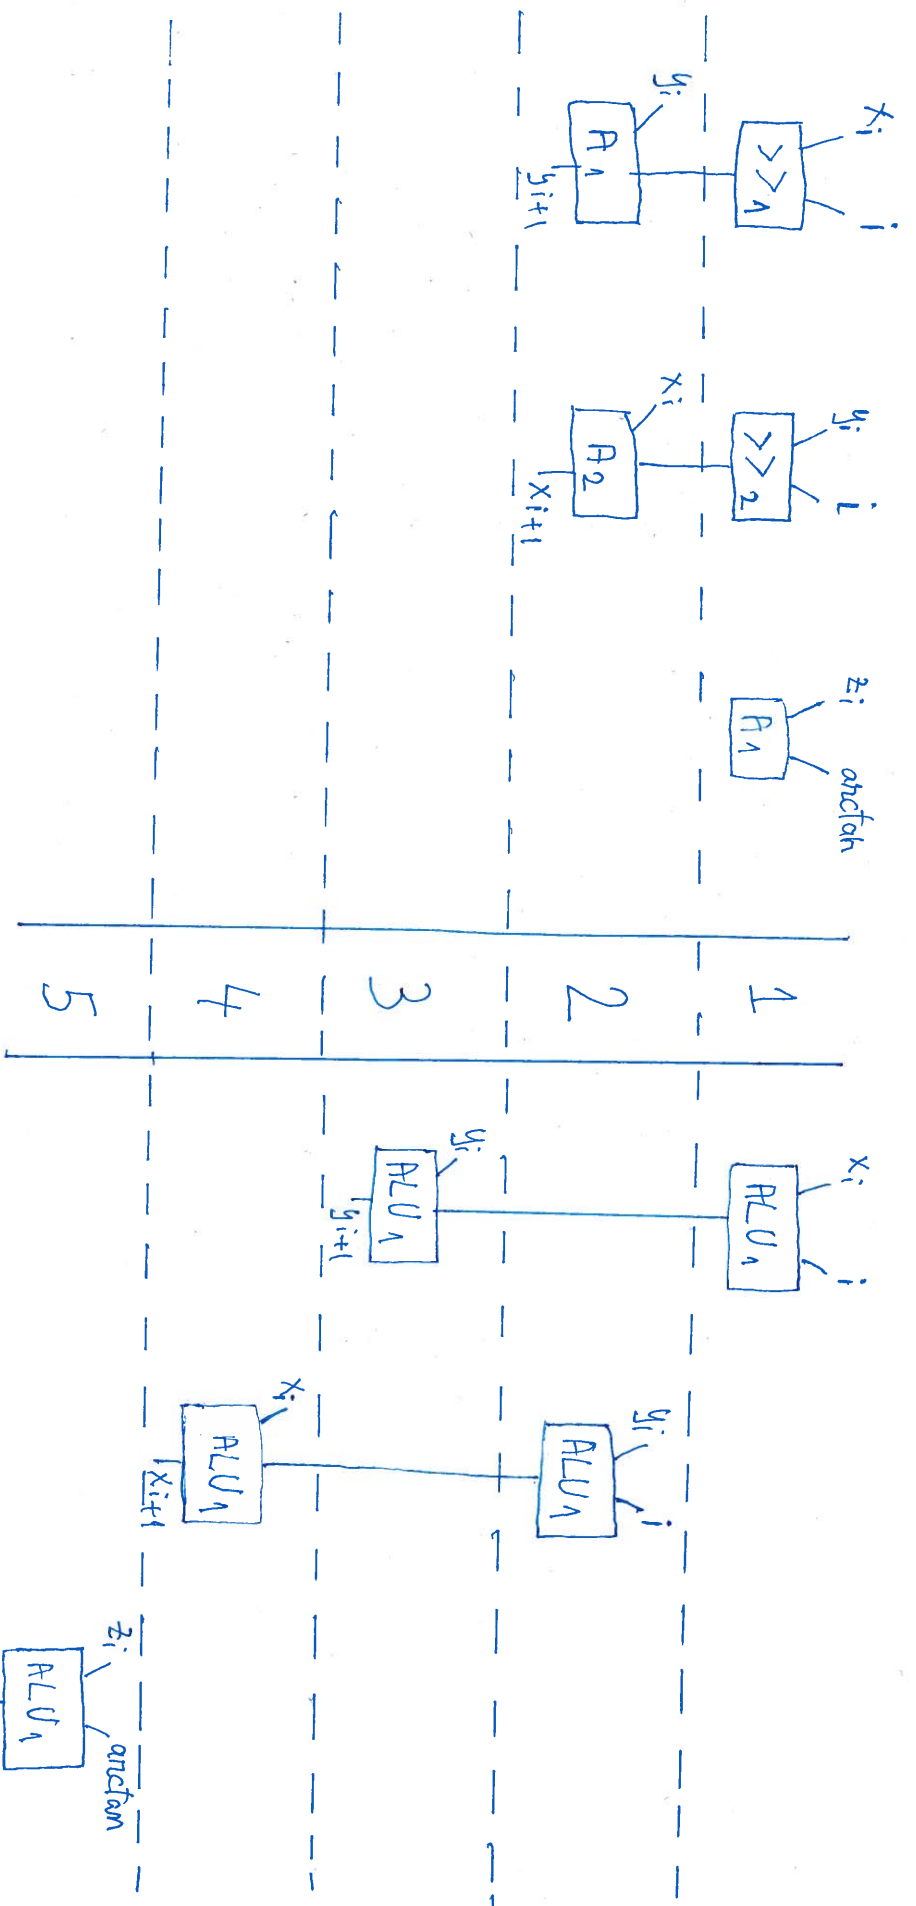 xi i yi i zi arctan xi i
>>1 >>2 A1 1 ALU1
yi xi yi i
A1 A2 2 ALU1
yi+1 xi+1
yi
3 ALU1
yi+1
xi
4 ALU1
xi+1
zi arctan
5 ALU1